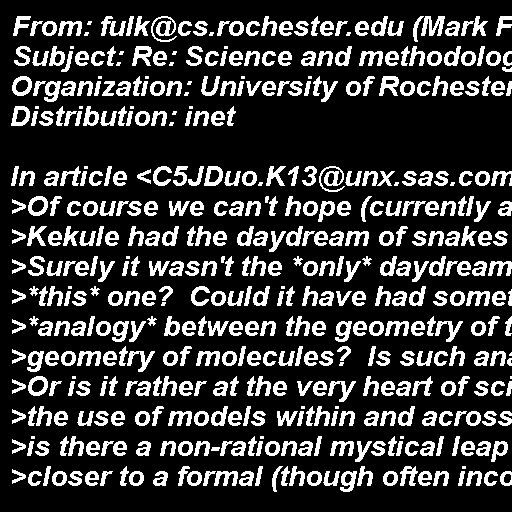 From: fulk@cs.rochester.edu (Mark F
Subject: Re: Science and methodolog
Organization: University of Rochester
Distribution: inet

In article <C5JDuo.K13@unx.sas.com
>Of course we can't hope (currently a
>Kekule had the daydream of snakes
>Surely it wasn't the *only* daydream
>*this* one?  Could it have had somet
>*analogy* between the geometry of t
>geometry of molecules?  Is such ana
>Or is it rather at the very heart of sci
>the use of models within and across
>is there a non-rational mystical leap
>closer to a formal (though often inco